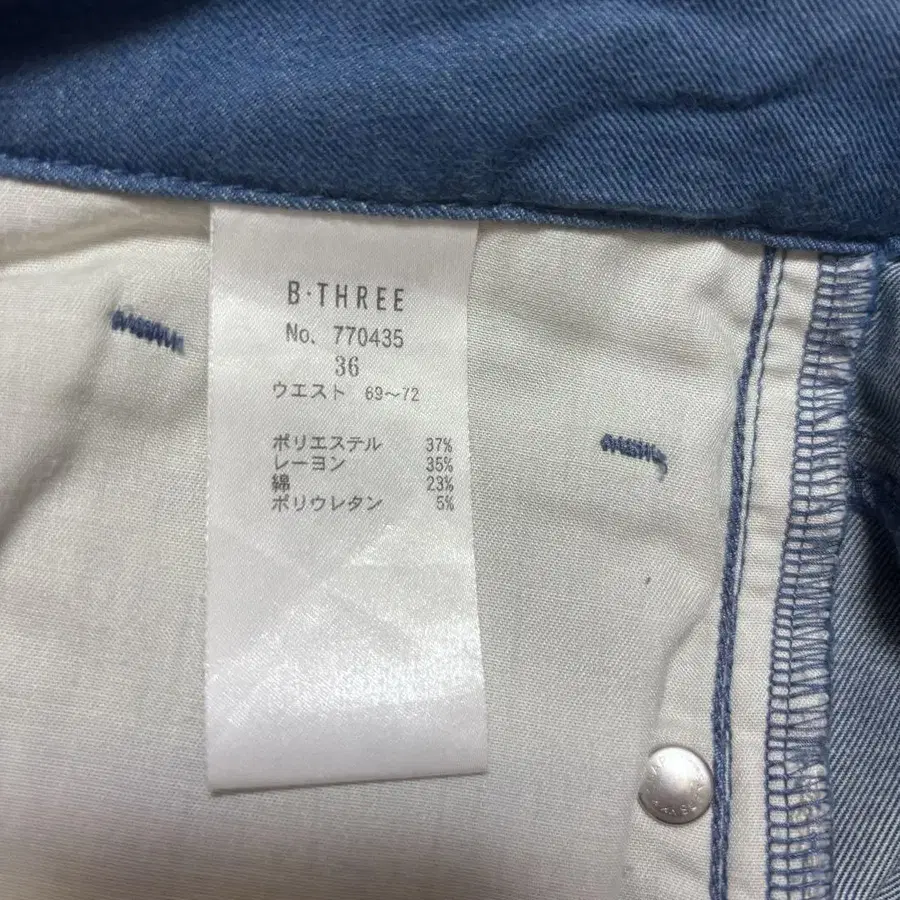 B·THREE
No. 770435
36
ウエスト 69〜72
ポリエステル 37%
レーヨン 35%
綿 23%
ポリウレタン 5%